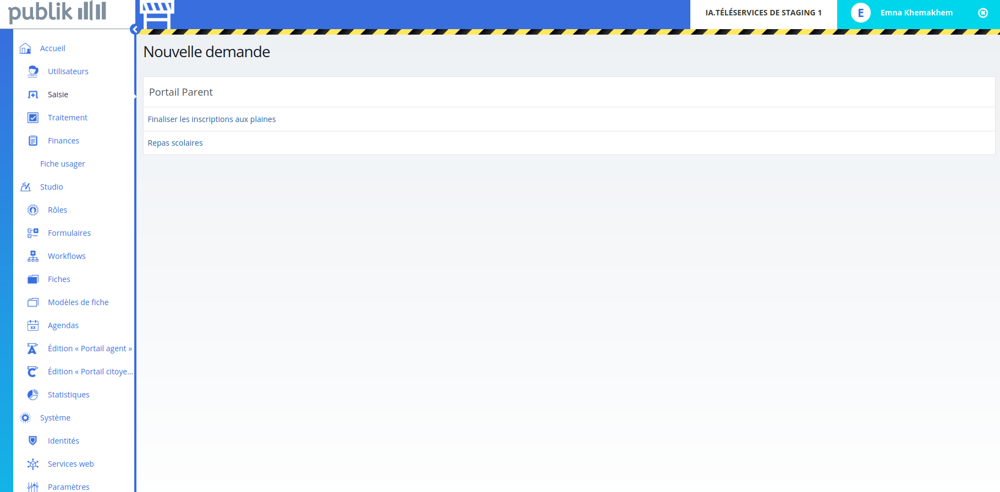 publik
IA.TÉLÉSERVICES DE STAGING 1
E
Emna Khemakhem
Accueil
Utilisateurs
Saisie
Traitement
Finances
Fiche usager
Studio
Rôles
Formulaires
Workflows
Fiches
Modèles de fiche
Agendas
Édition « Portail agent »
Édition « Portail citoye...
Statistiques
Système
Identités
Services web
Paramètres
Nouvelle demande
Portail Parent
Finaliser les inscriptions aux plaines
Repas scolaires